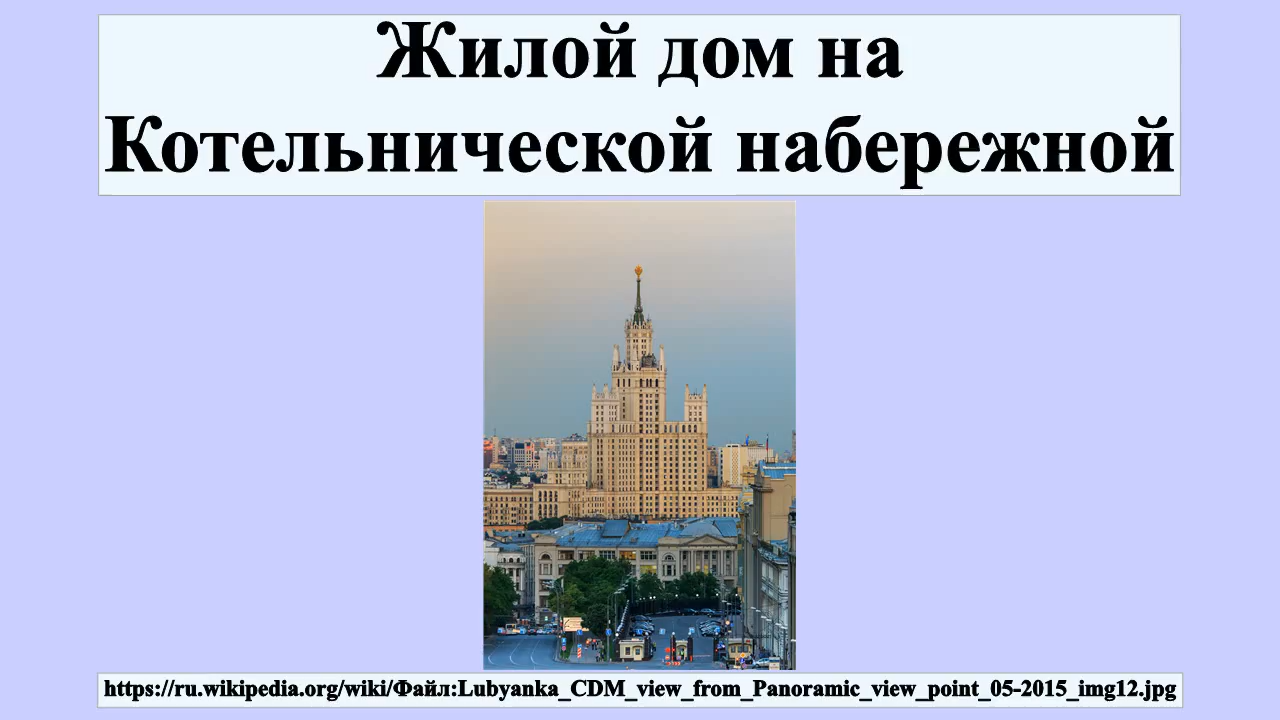 Жилой дом на
Котельнической набережной
https://ru.wikipedia.org/wiki/Файл:Lubyanka_CDM_view_from_Panoramic_view_point_05-2015_img12.jpg